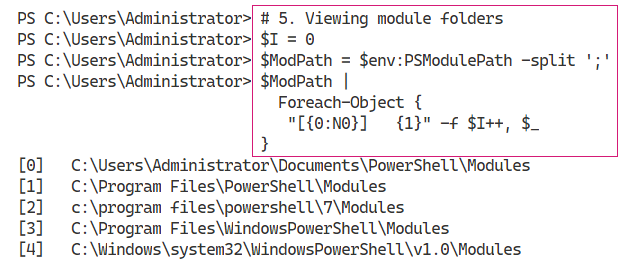 PS C:\Users\Administrator> # 5. Viewing module folders
PS C:\Users\Administrator> $I = 0
PS C:\Users\Administrator> $ModPath = $env:PSModulePath -split ';'
PS C:\Users\Administrator> $ModPath |
Foreach-Object {
"[{0:N0}]   {1}" -f $I++, $_
}
[0]   C:\Users\Administrator\Documents\PowerShell\Modules
[1]   C:\Program Files\PowerShell\Modules
[2]   c:\program files\powershell\7\Modules
[3]   C:\Program Files\WindowsPowerShell\Modules
[4]   C:\Windows\system32\WindowsPowerShell\v1.0\Modules